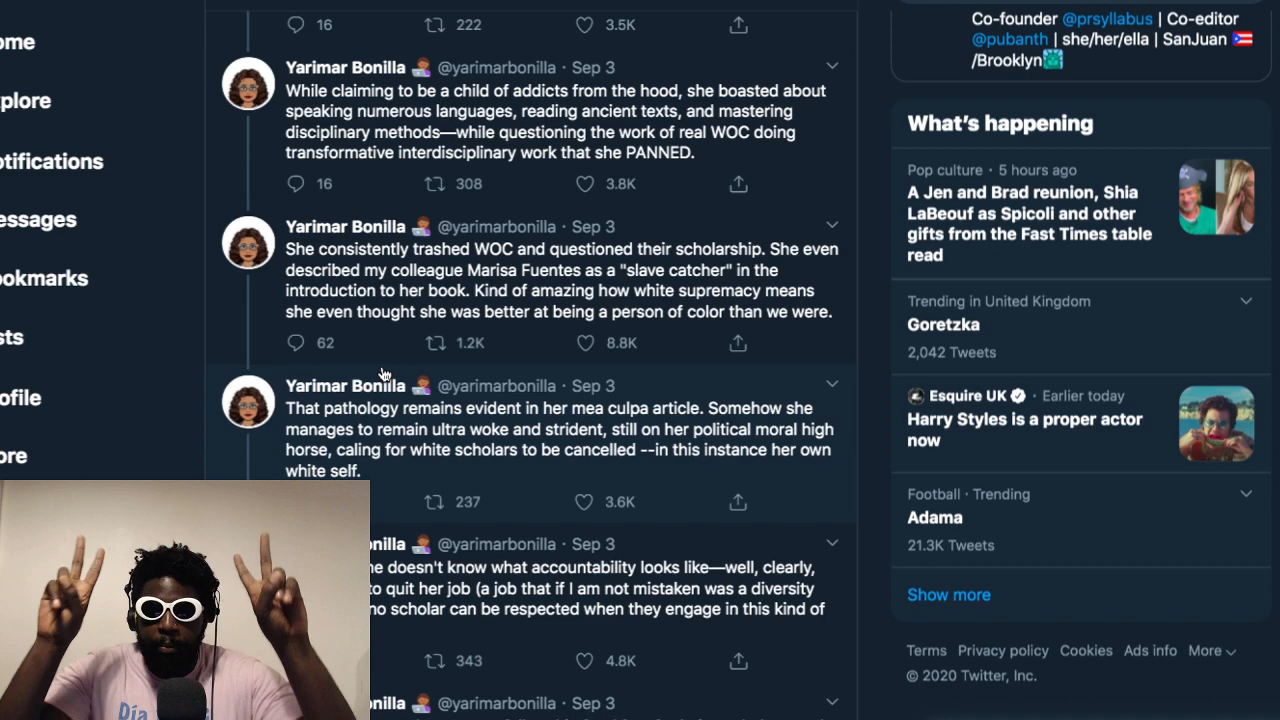 ome
plore
otifications
essages
ookmarks
sts
ofile
ore
16 222 3.5K
Yarimar Bonilla @yarimarbonilla · Sep 3
While claiming to be a child of addicts from the hood, she boasted about
speaking numerous languages, reading ancient texts, and mastering
disciplinary methods—while questioning the work of real WOC doing
transformative interdisciplinary work that she PANNED.
16 308 3.8K
Yarimar Bonilla @yarimarbonilla · Sep 3
She consistently trashed WOC and questioned their scholarship. She even
described my colleague Marisa Fuentes as a "slave catcher" in the
introduction to her book. Kind of amazing how white supremacy means
she even thought she was better at being a person of color than we were.
62 1.2K 8.8K
Yarimar Bonilla @yarimarbonilla · Sep 3
That pathology remains evident in her mea culpa article. Somehow she
manages to remain ultra woke and strident, still on her political moral high
horse, caling for white scholars to be cancelled --in this instance her own
white self.
237 3.6K
nilla @yarimarbonilla · Sep 3
he doesn't know what accountability looks like—well, clearly,
to quit her job (a job that if I am not mistaken was a diversity
no scholar can be respected when they engage in this kind of
343 4.8K
nilla @yarimarbonilla · Sep 3
Co-founder @prsyllabus | Co-editor
@pubanth | she/her/ella | SanJuan
/Brooklyn
What's happening
Pop culture · 5 hours ago
A Jen and Brad reunion, Shia
LaBeouf as Spicoli and other
gifts from the Fast Times table
read
Trending in United Kingdom
Goretzka
2,042 Tweets
Esquire UK · Earlier today
Harry Styles is a proper actor
now
Football · Trending
Adama
21.3K Tweets
Show more
Terms Privacy policy Cookies Ads info More
© 2020 Twitter, Inc.
Día